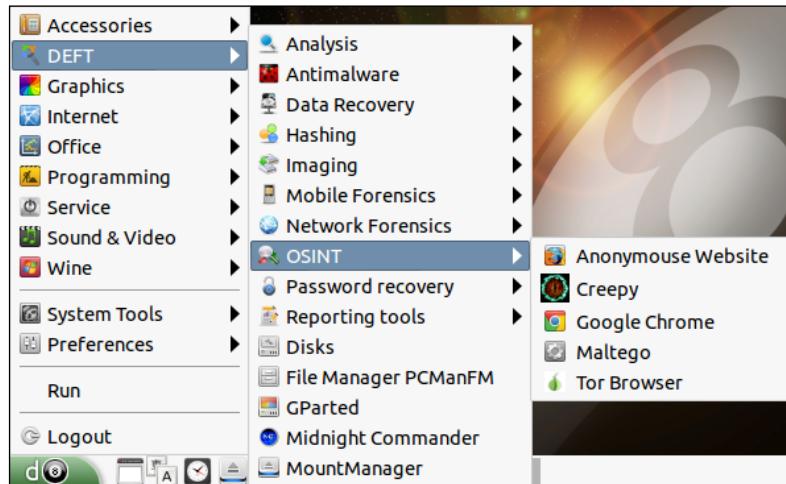 Accessories
DEFT
Graphics
Internet
Office
Programming
Service
Sound & Video
Wine
System Tools
Preferences
Run
Logout
Analysis
Antimalware
Data Recovery
Hashing
Imaging
Mobile Forensics
Network Forensics
OSINT
Password recovery
Reporting tools
Disks
File Manager PCManFM
GParted
Midnight Commander
MountManager
Anonymouse Website
Creepy
Google Chrome
Maltego
Tor Browser
d8
A